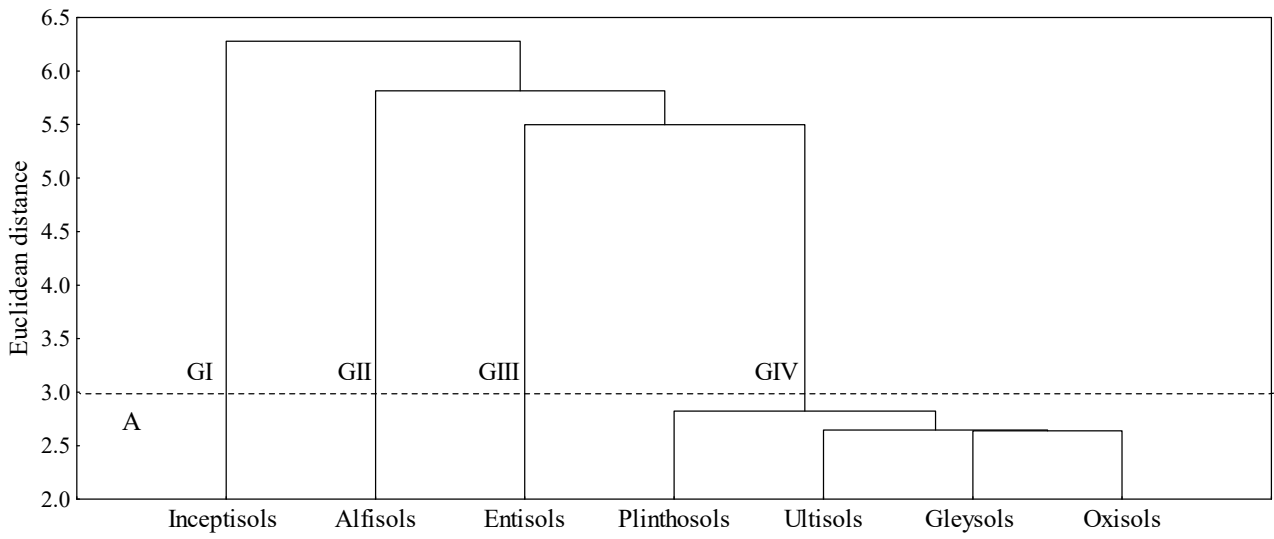 6.5
6.0
5.5
5.0
4.5
4.0
3.5
3.0
2.5
2.0
Euclidean distance
GI GII GIII GIV
A
Inceptisols Alfisols Entisols Plinthosols Ultisols Gleysols Oxisols